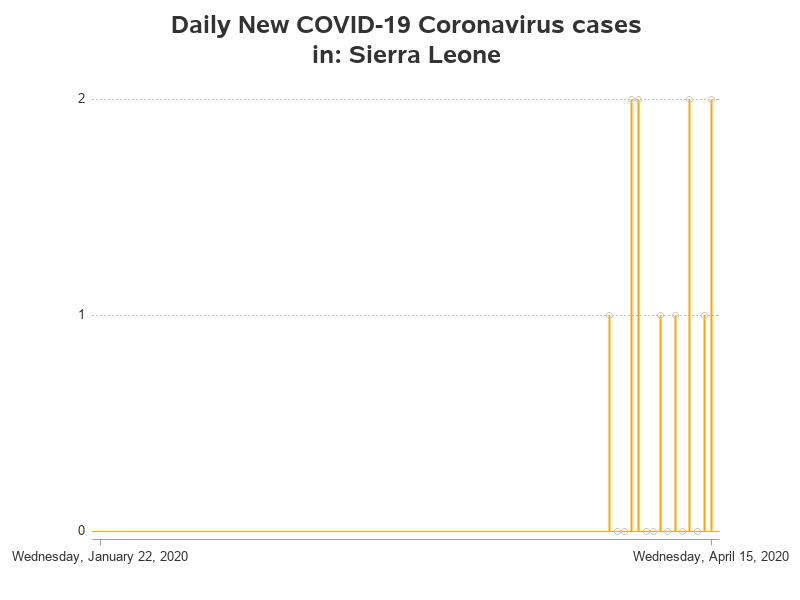 Daily New COVID-19 Coronavirus cases
in: Sierra Leone
2
1
0
Wednesday, January 22, 2020
Wednesday, April 15, 2020